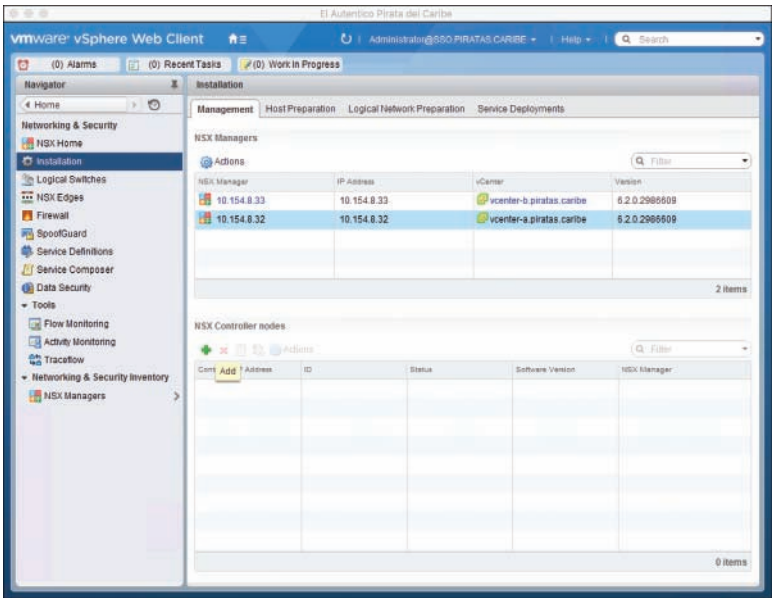 El Autentico Pirata del Caribe
vmware® vSphere Web Client
Administrator@SSO.PIRATAS.CARIBE
Help
Search
(0) Alarms
(0) Recent Tasks
(0) Work In Progress
Navigator
Home
Networking & Security
NSX Home
Installation
Logical Switches
NSX Edges
Firewall
SpoofGuard
Service Definitions
Service Composer
Data Security
Tools
Flow Monitoring
Activity Monitoring
Traceflow
Networking & Security Inventory
NSX Managers
Installation
Management Host Preparation Logical Network Preparation Service Deployments
NSX Managers
Actions
Filter
NSX Manager IP Address vCenter Version
10.154.8.33 10.154.8.33 vcenter-b.piratas.caribe 6.2.0.2986609
10.154.8.32 10.154.8.32 vcenter-a.piratas.caribe 6.2.0.2986609
2 items
NSX Controller nodes
Actions
Filter
Address ID Status Software Version NSX Manager
Add
0 items